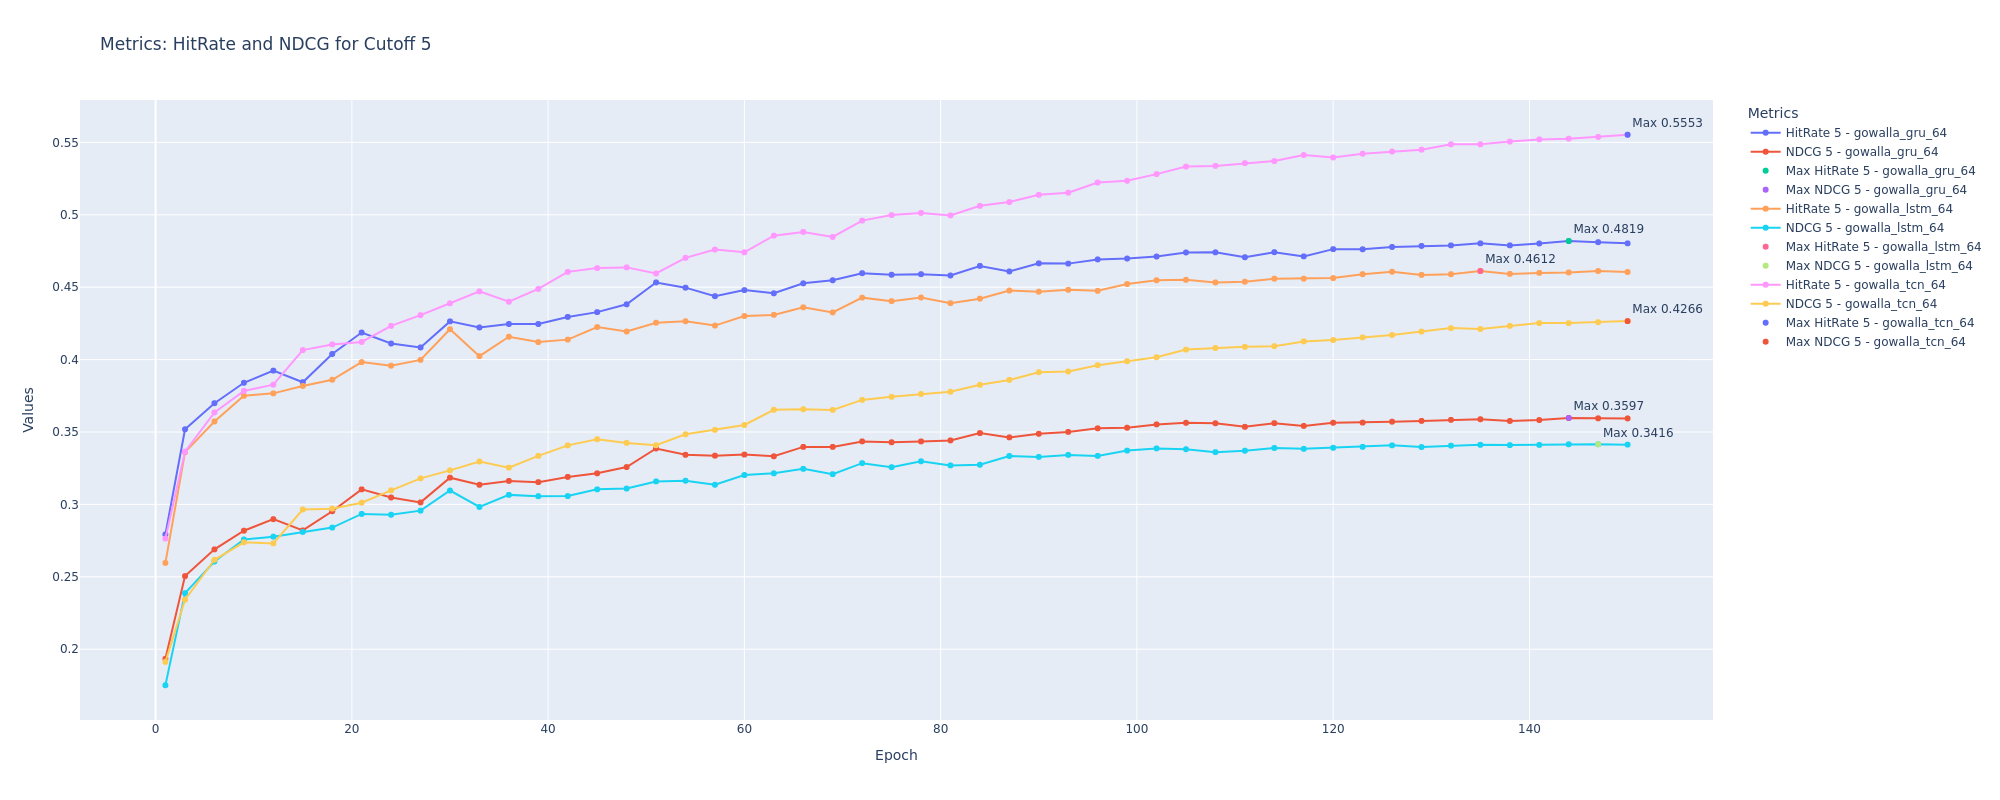 Metrics: HitRate and NDCG for Cutoff 5
Values
0.55
0.5
0.45
0.4
0.35
0.3
0.25
0.2
Max 0.5553
Max 0.4819
Max 0.4612
Max 0.4266
Max 0.3597
Max 0.3416
0
20
40
60
80
100
120
140
Epoch
Metrics
HitRate 5 - gowalla_gru_64
NDCG 5 - gowalla_gru_64
Max HitRate 5 - gowalla_gru_64
Max NDCG 5 - gowalla_gru_64
HitRate 5 - gowalla_lstm_64
NDCG 5 - gowalla_lstm_64
Max HitRate 5 - gowalla_lstm_64
Max NDCG 5 - gowalla_lstm_64
HitRate 5 - gowalla_tcn_64
NDCG 5 - gowalla_tcn_64
Max HitRate 5 - gowalla_tcn_64
Max NDCG 5 - gowalla_tcn_64